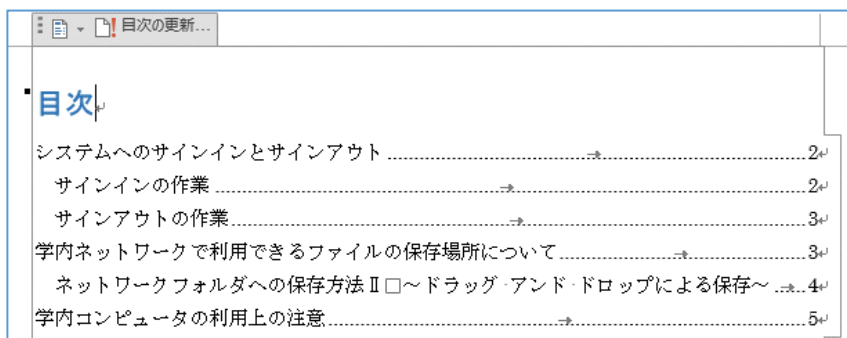 目次の更新...
目次
システムへのサインインとサインアウト ........ 2
サインインの作業 ........ 2
サインアウトの作業 ........ 3
学内ネットワークで利用できるファイルの保存場所について ........ 3
ネットワークフォルダへの保存方法Ⅱ□～ドラッグ・アンド・ドロップによる保存～ ........ 4
学内コンピュータの利用上の注意 ........ 5